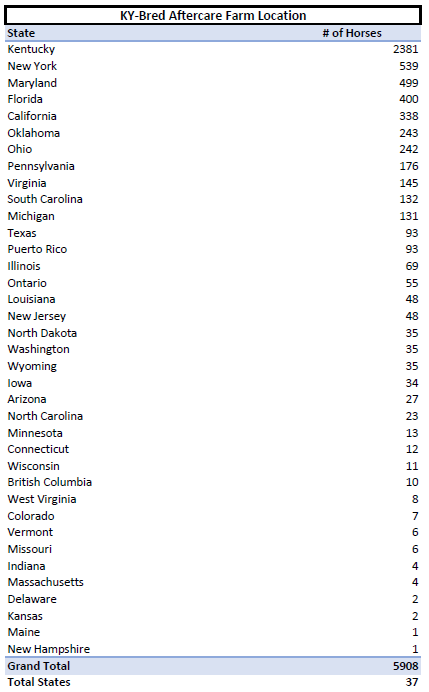 KY-Bred Aftercare Farm Location
State # of Horses
Kentucky 2381
New York 539
Maryland 499
Florida 400
California 338
Oklahoma 243
Ohio 242
Pennsylvania 176
Virginia 145
South Carolina 132
Michigan 131
Texas 93
Puerto Rico 93
Illinois 69
Ontario 55
Louisiana 48
New Jersey 48
North Dakota 35
Washington 35
Wyoming 35
Iowa 34
Arizona 27
North Carolina 23
Minnesota 13
Connecticut 12
Wisconsin 11
British Columbia 10
West Virginia 8
Colorado 7
Vermont 6
Missouri 6
Indiana 4
Massachusetts 4
Delaware 2
Kansas 2
Maine 1
New Hampshire 1
Grand Total 5908
Total States 37